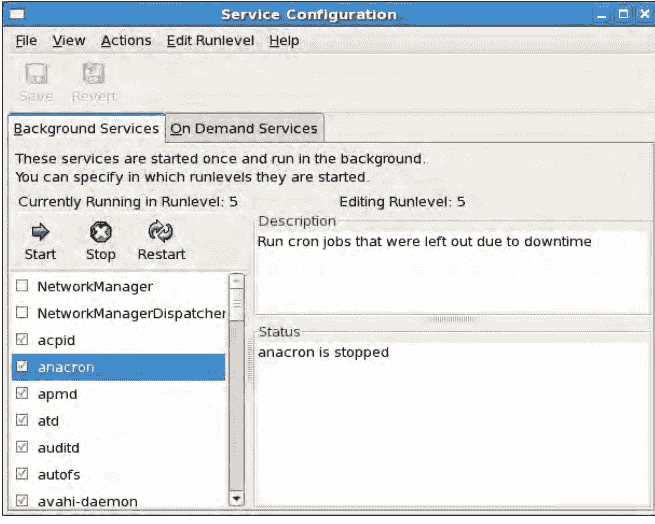 Service Configuration
File View Actions Edit Runlevel Help
Save Revert
Background Services On Demand Services
These services are started once and run in the background.
You can specify in which runlevels they are started.
Currently Running in Runlevel: 5 Editing Runlevel: 5
Start Stop Restart
Description
Run cron jobs that were left out due to downtime
NetworkManager
NetworkManagerDispatcher
acpid
anacron
apmd
atd
auditd
autofs
avahi-daemon
Status
anacron is stopped